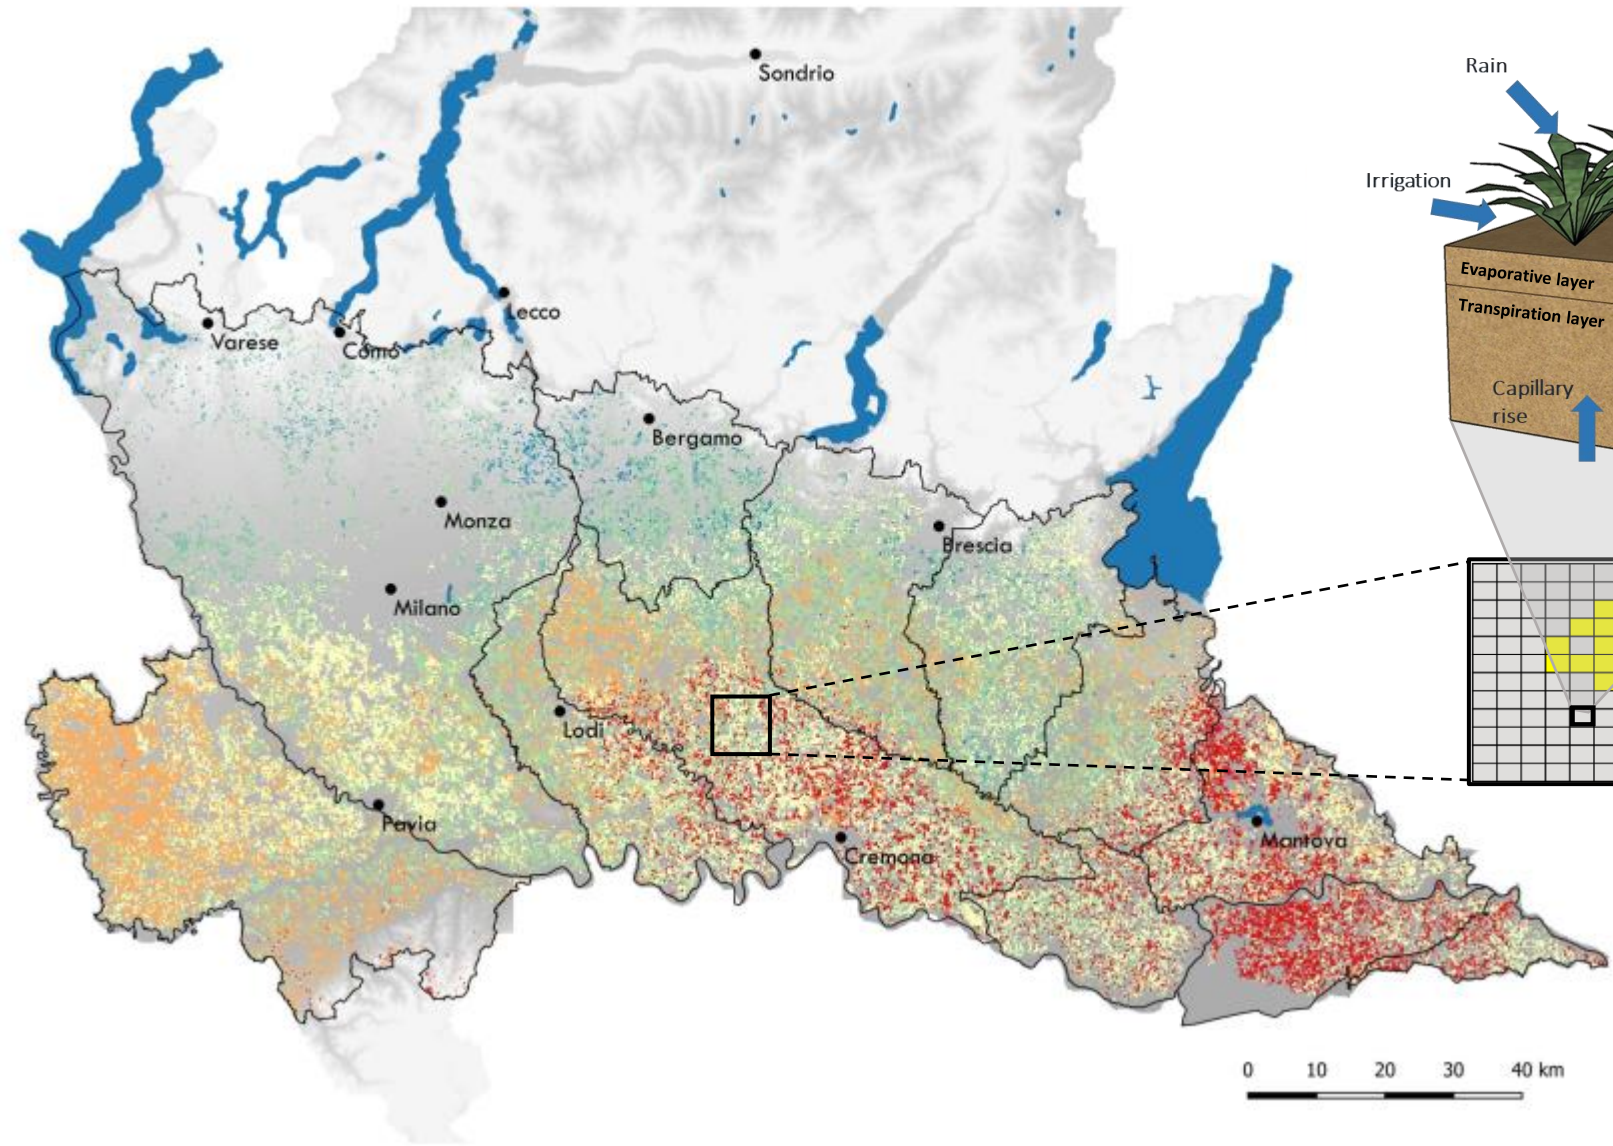 Sondrio
Rain
Irrigation
Evaporative layer
Transpiration layer
Capillary
rise
Lecco
Varese
Como
Bergamo
Monza
Brescia
Milano
Lodi
Pavia
Cremona
Mantova
0 10 20 30 40 km